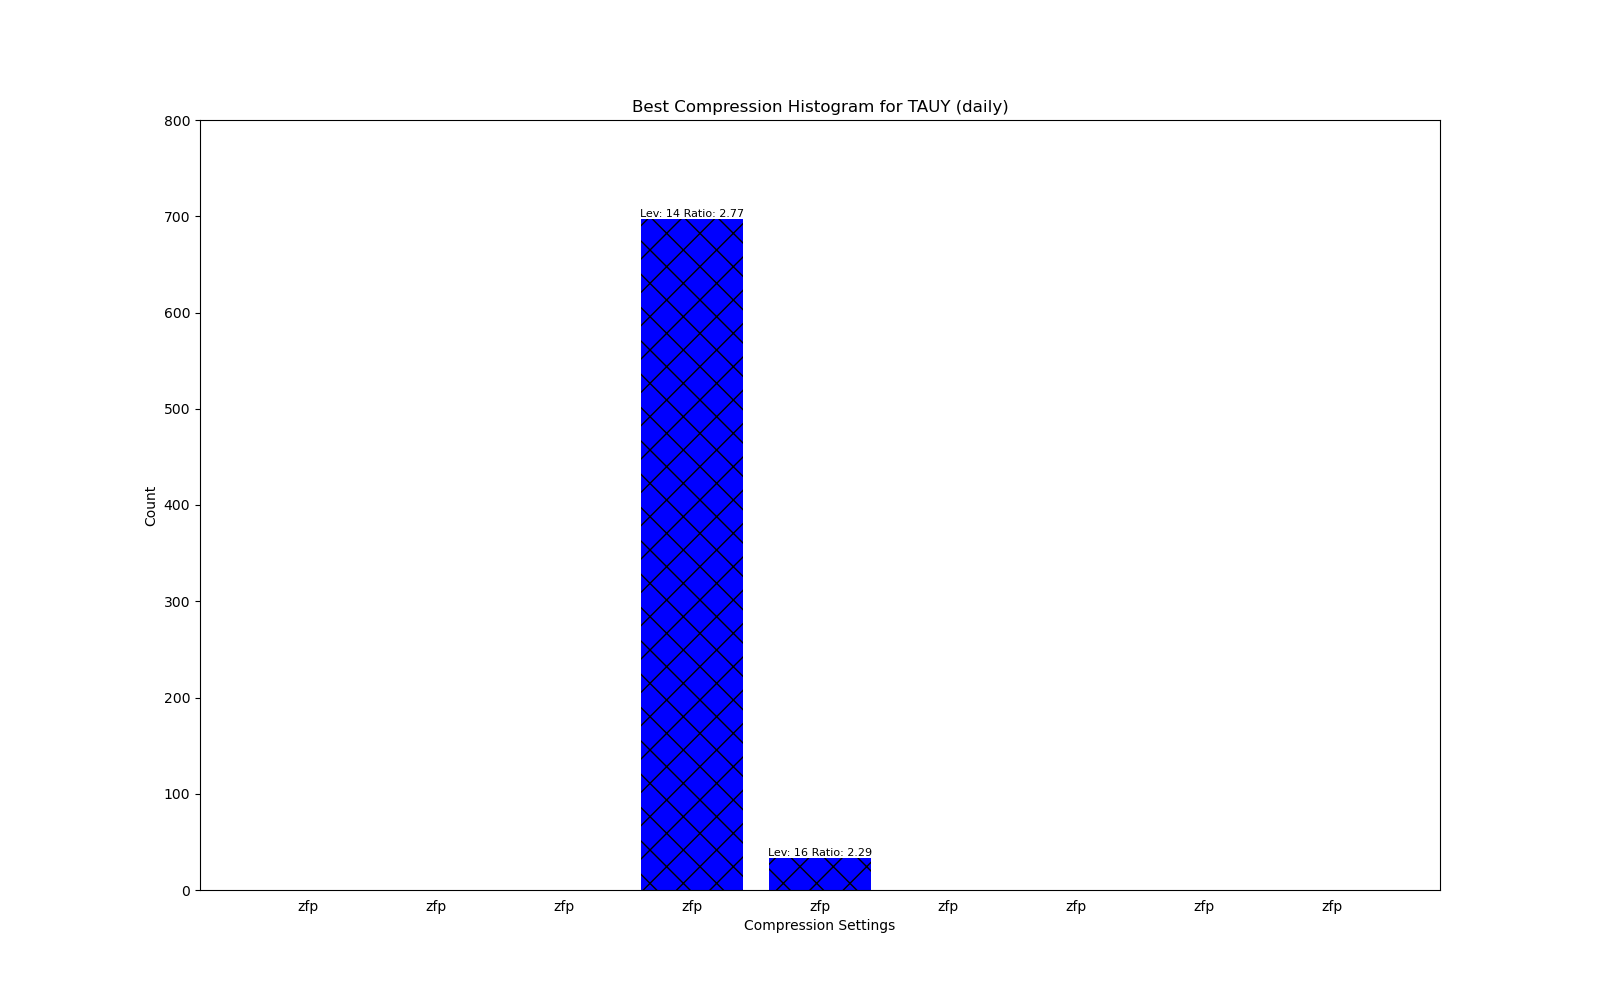 Best Compression Histogram for TAUY (daily)
800
700
600
500
400
300
200
100
0
Count
Lev: 14 Ratio: 2.77
Lev: 16 Ratio: 2.29
zfp zfp zfp zfp zfp zfp zfp zfp zfp
Compression Settings